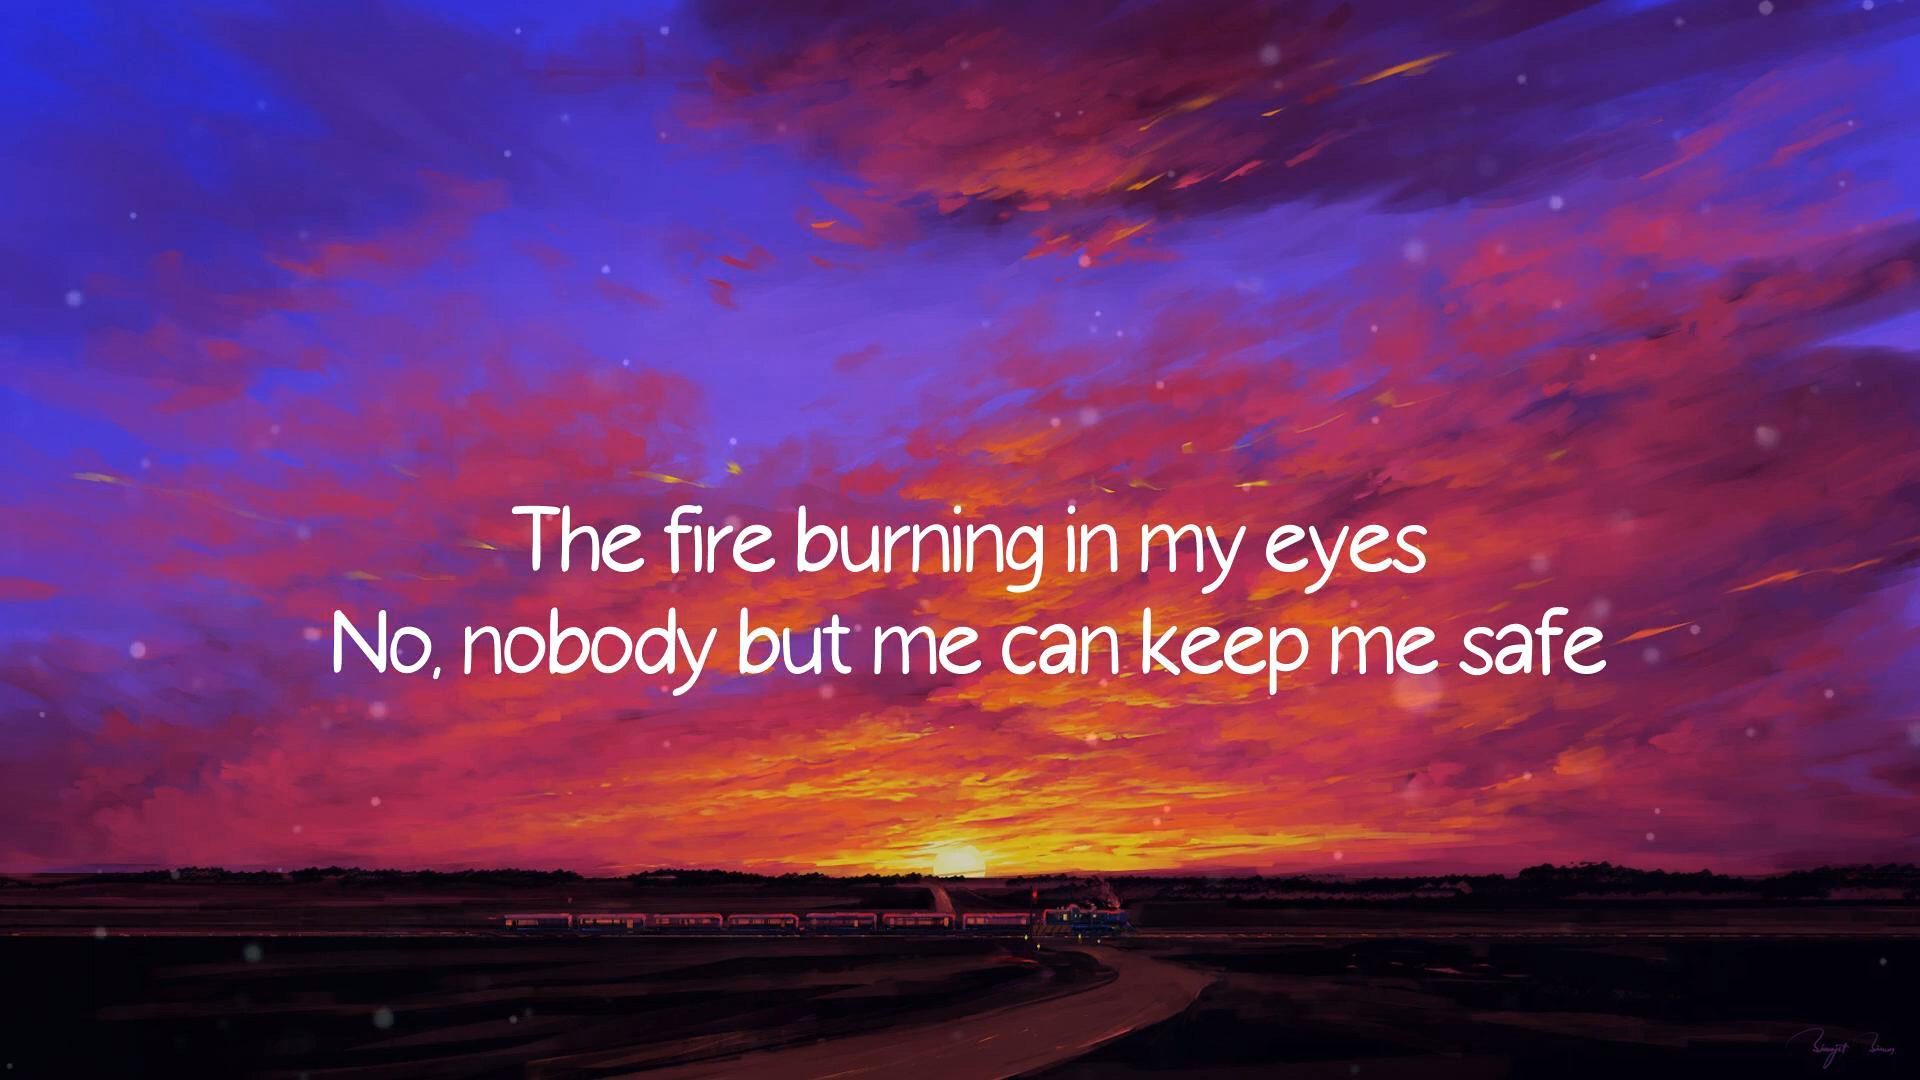 The fire burning in my eyes
No, nobody but me can keep me safe